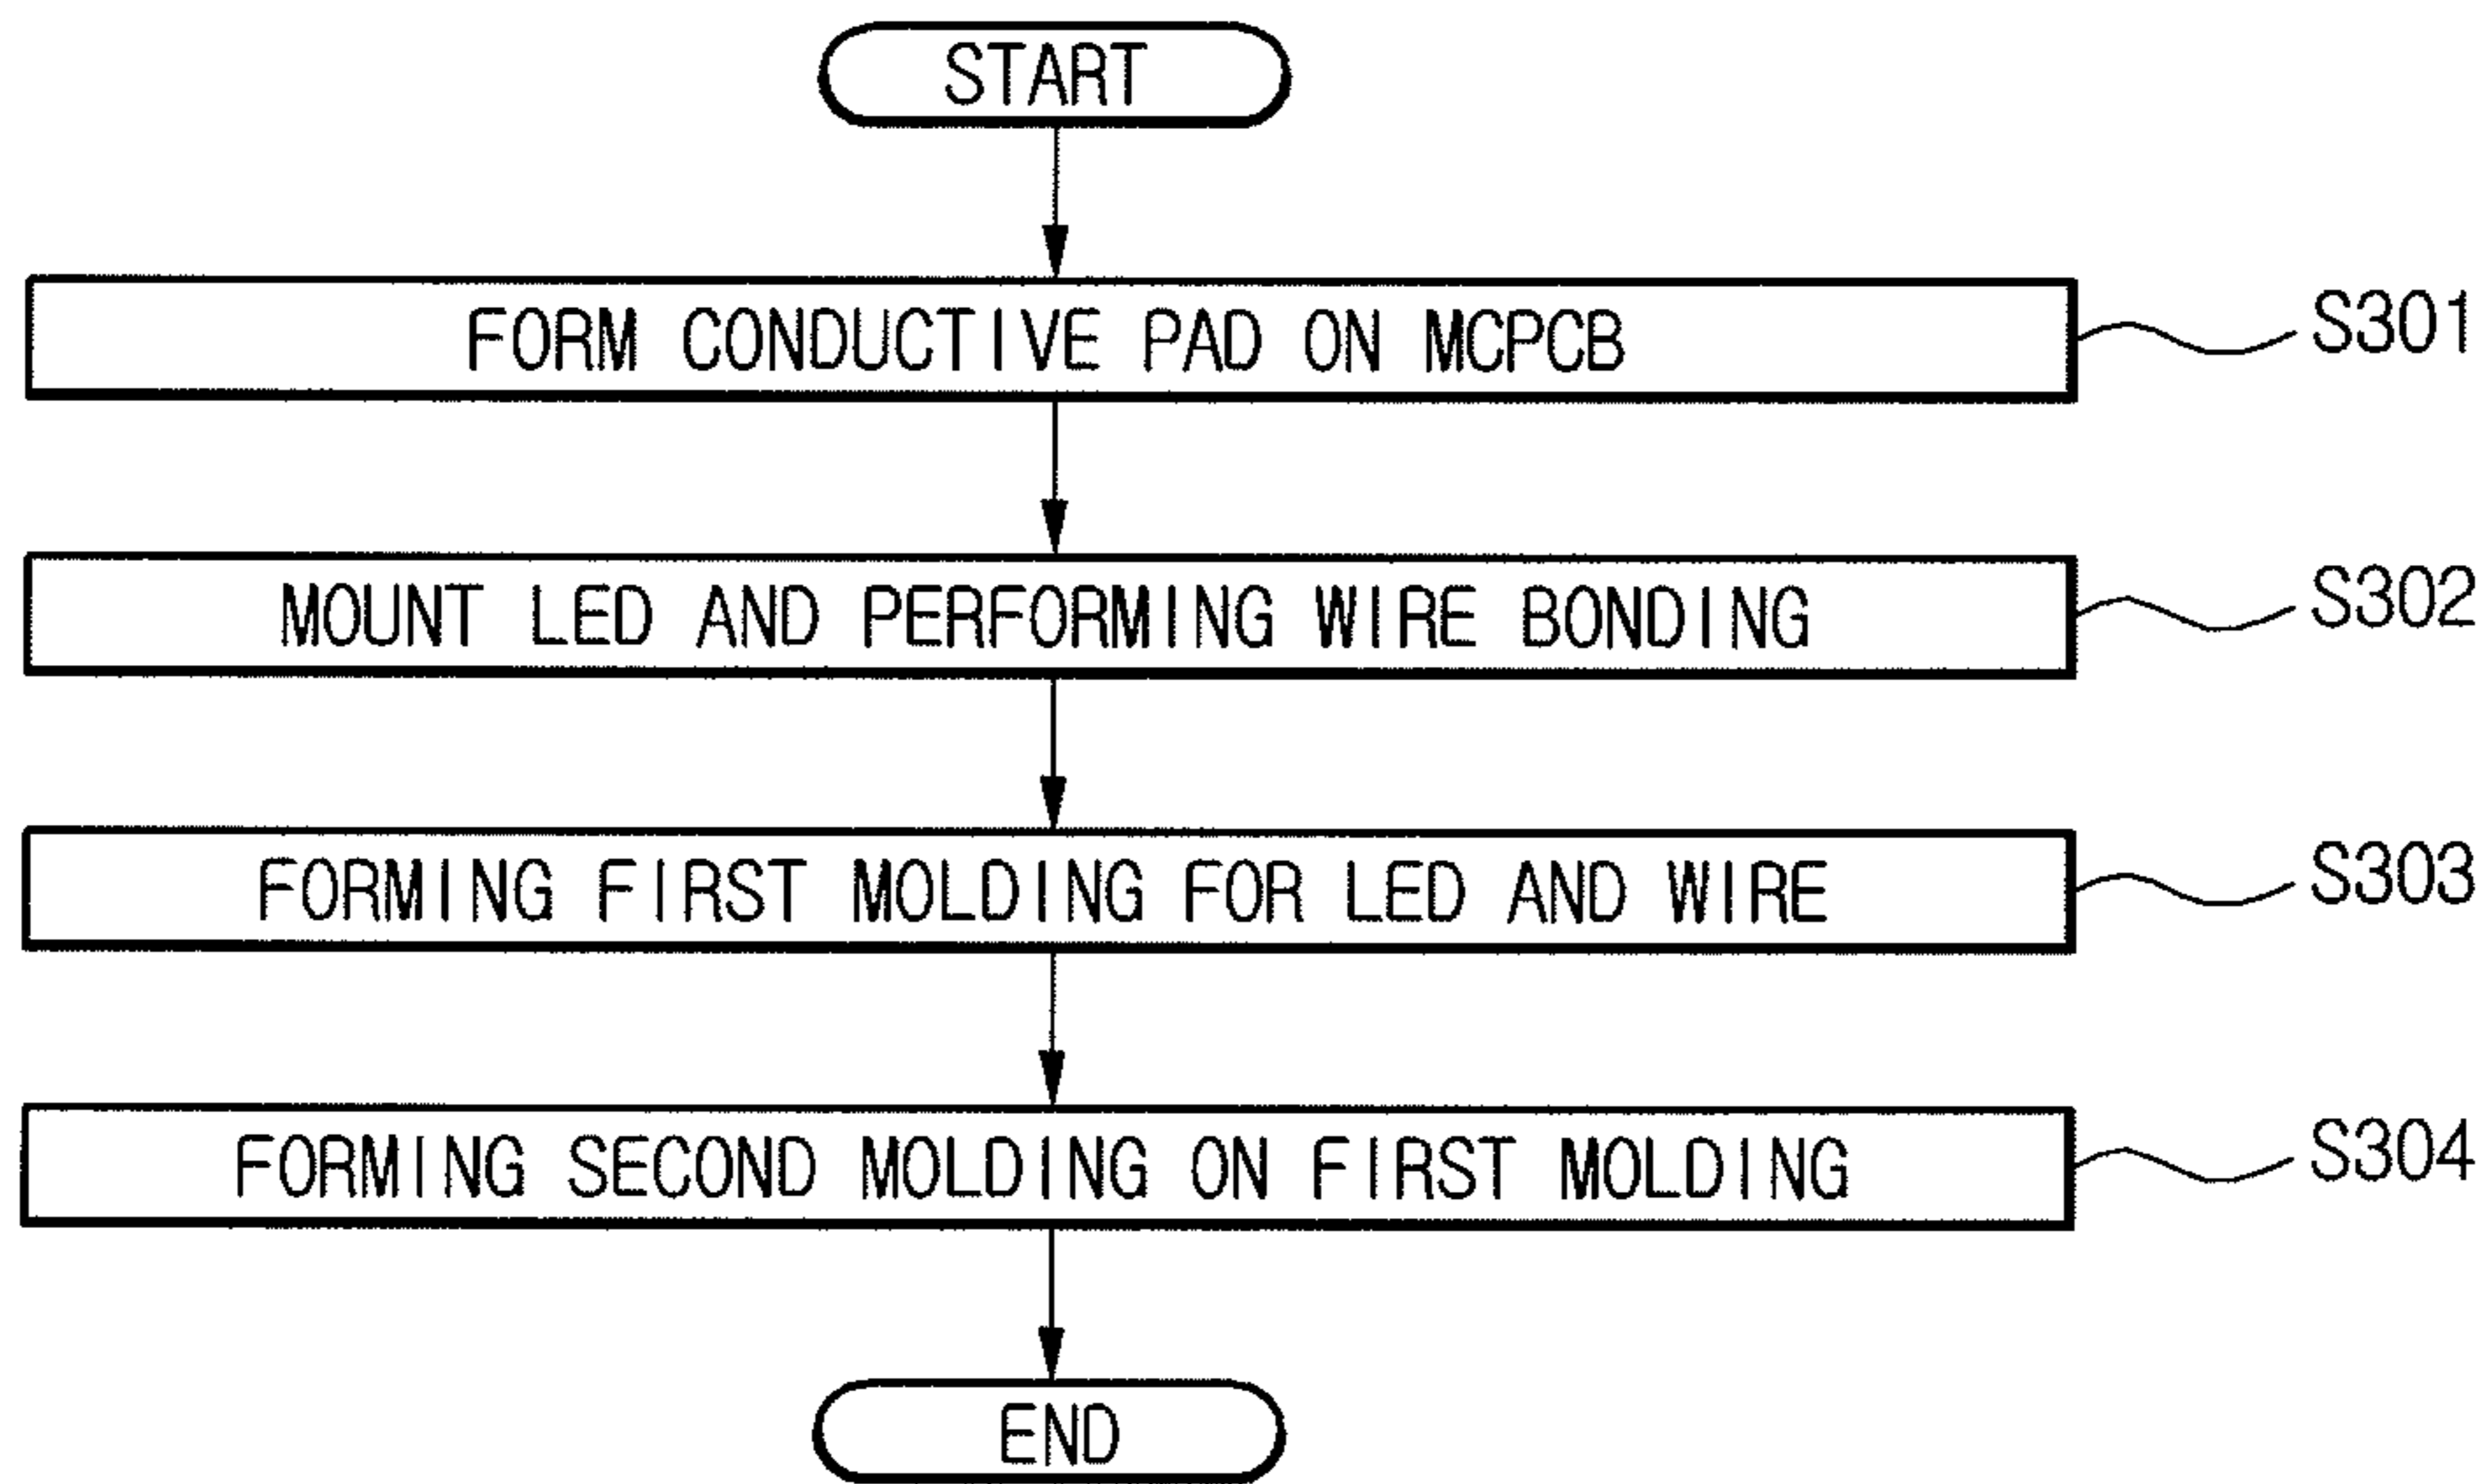 START
FORM CONDUCTIVE PAD ON MCPCB
S301
MOUNT LED AND PERFORMING WIRE BONDING
S302
FORMING FIRST MOLDING FOR LED AND WIRE
S303
FORMING SECOND MOLDING ON FIRST MOLDING
S304
END